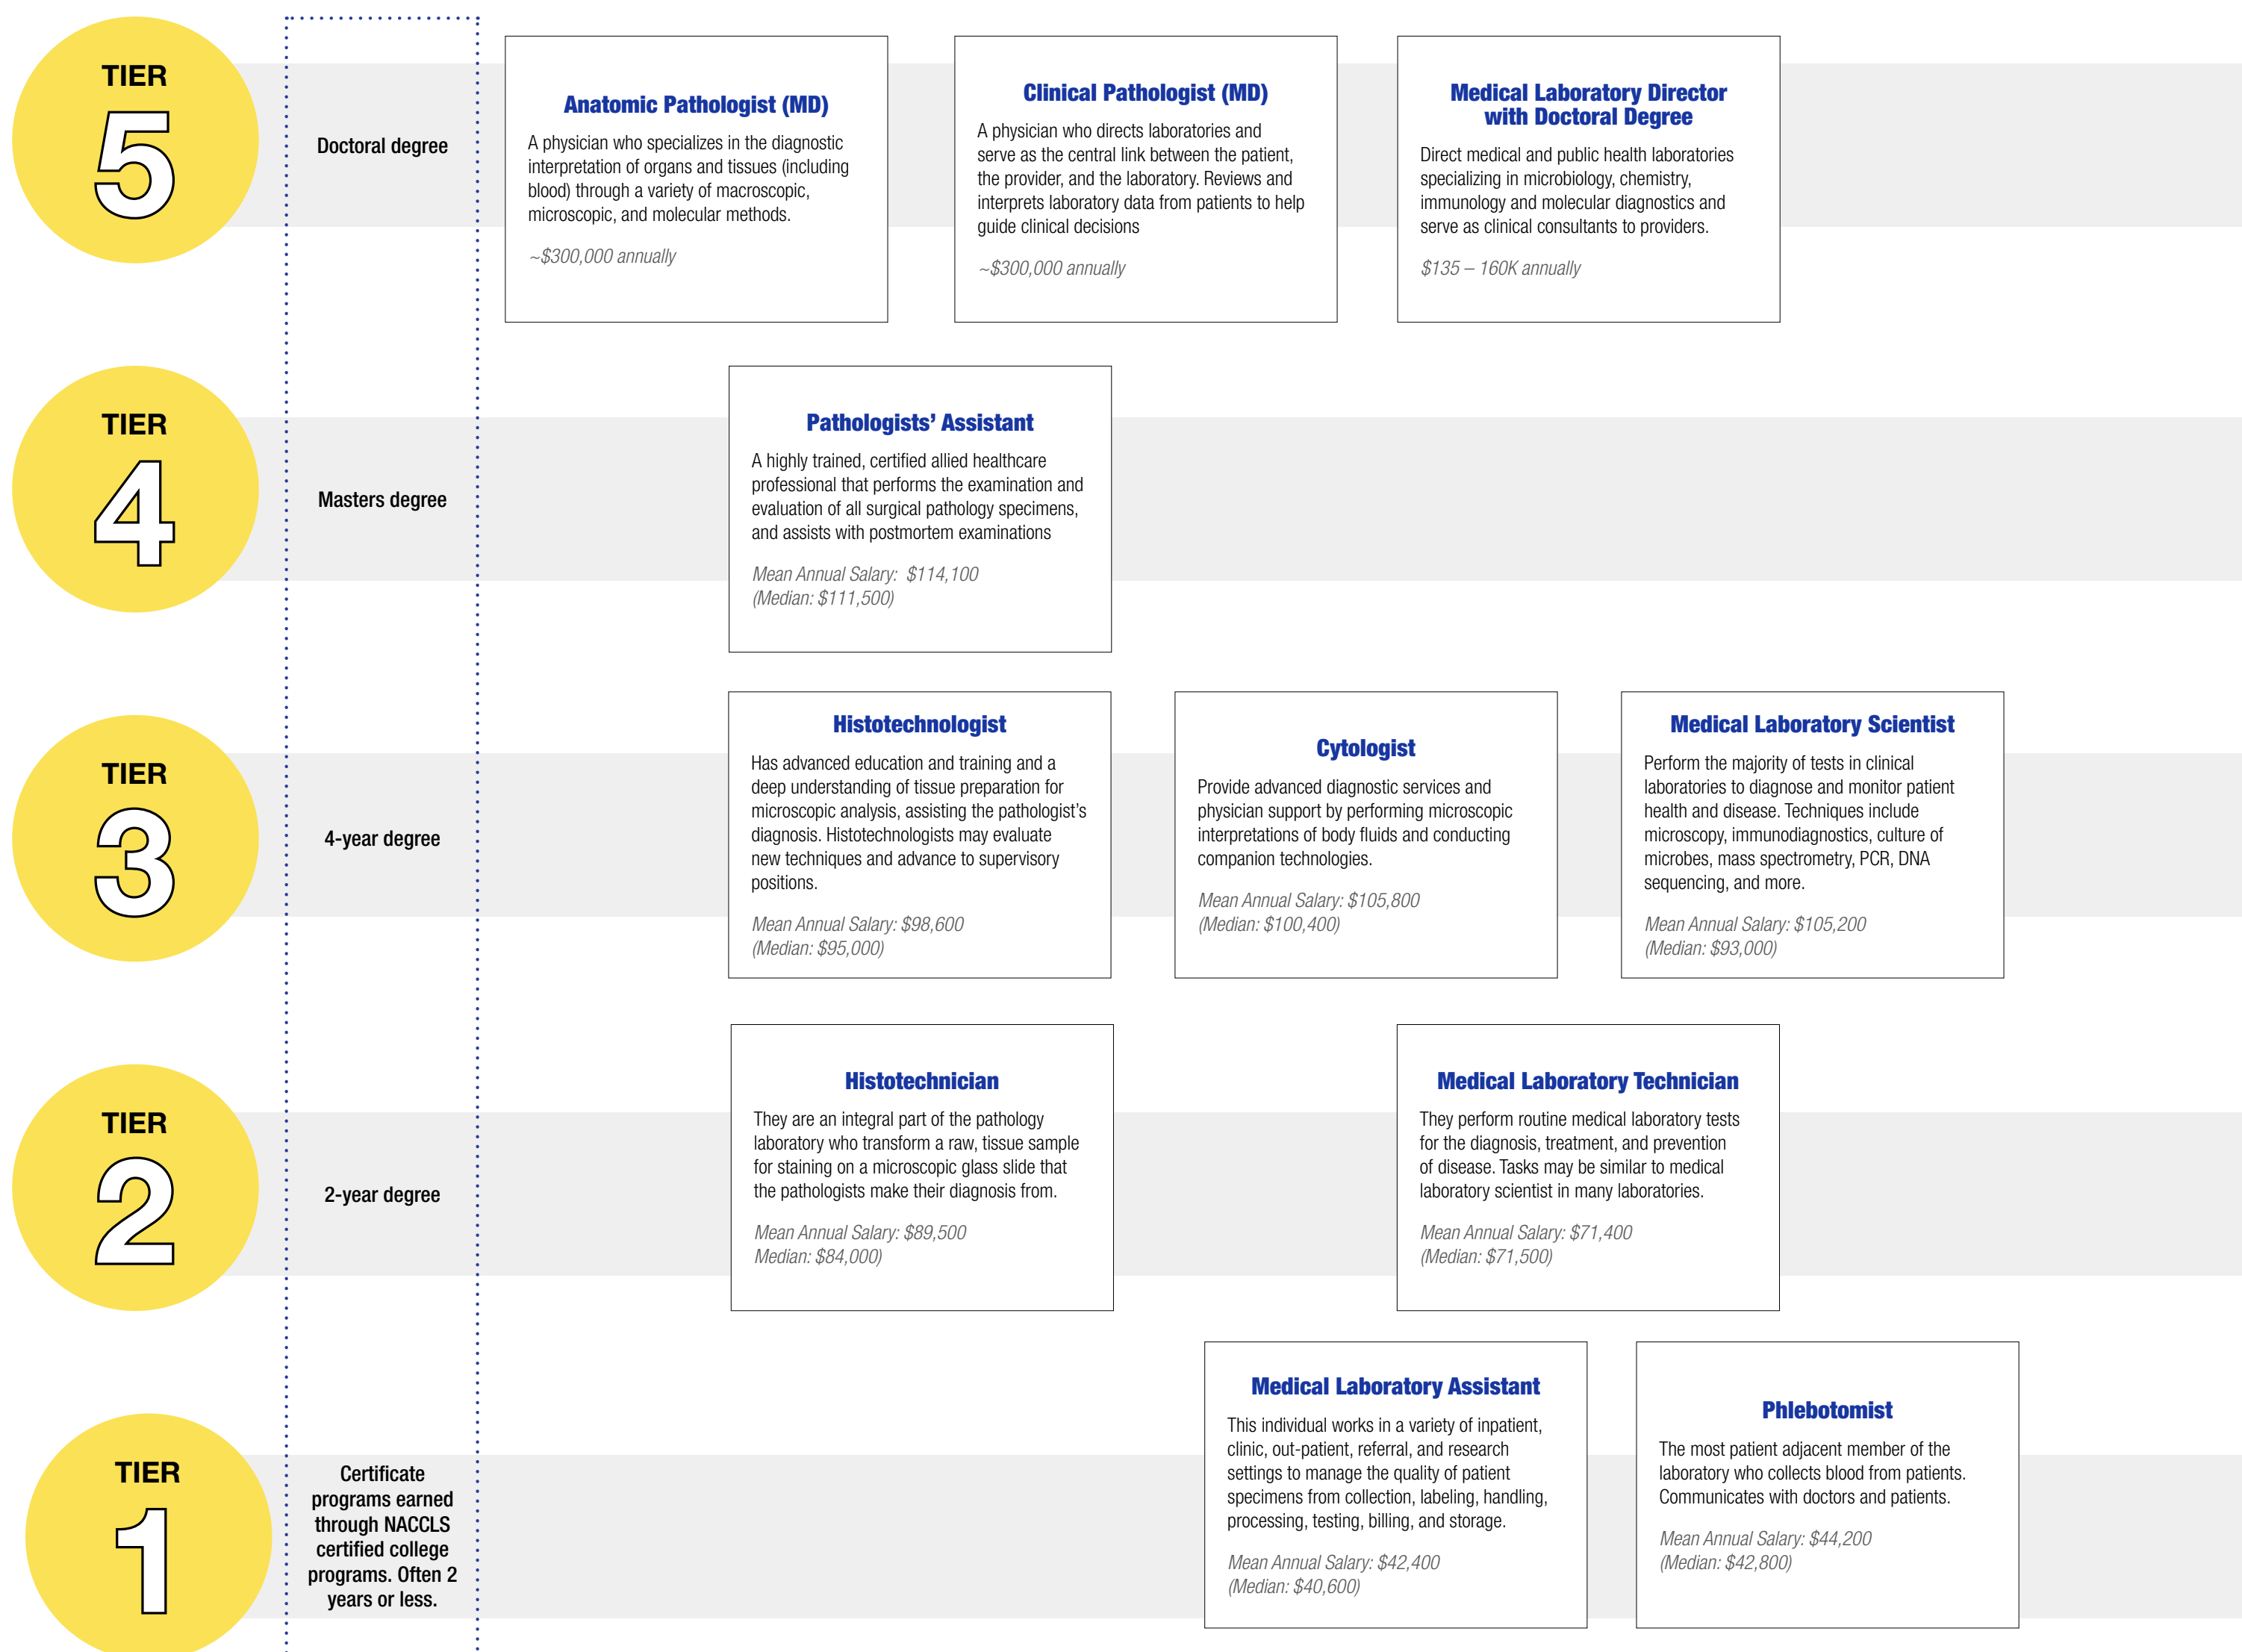 TIER
5
Doctoral degree
Anatomic Pathologist (MD)
A physician who specializes in the diagnostic
interpretation of organs and tissues (including
blood) through a variety of macroscopic,
microscopic, and molecular methods.
~$300,000 annually
Clinical Pathologist (MD)
A physician who directs laboratories and
serve as the central link between the patient,
the provider, and the laboratory. Reviews and
interprets laboratory data from patients to help
guide clinical decisions
~$300,000 annually
Medical Laboratory Director
with Doctoral Degree
Direct medical and public health laboratories
specializing in microbiology, chemistry,
immunology and molecular diagnostics and
serve as clinical consultants to providers.
$135 – 160K annually
TIER
4
Masters degree
Pathologists’ Assistant
A highly trained, certified allied healthcare
professional that performs the examination and
evaluation of all surgical pathology specimens,
and assists with postmortem examinations
Mean Annual Salary: $114,100
(Median: $111,500)
TIER
3
4-year degree
Histotechnologist
Has advanced education and training and a
deep understanding of tissue preparation for
microscopic analysis, assisting the pathologist’s
diagnosis. Histotechnologists may evaluate
new techniques and advance to supervisory
positions.
Mean Annual Salary: $98,600
(Median: $95,000)
Cytologist
Provide advanced diagnostic services and
physician support by performing microscopic
interpretations of body fluids and conducting
companion technologies.
Mean Annual Salary: $105,800
(Median: $100,400)
Medical Laboratory Scientist
Perform the majority of tests in clinical
laboratories to diagnose and monitor patient
health and disease. Techniques include
microscopy, immunodiagnostics, culture of
microbes, mass spectrometry, PCR, DNA
sequencing, and more.
Mean Annual Salary: $105,200
(Median: $93,000)
TIER
2
2-year degree
Histotechnician
They are an integral part of the pathology
laboratory who transform a raw, tissue sample
for staining on a microscopic glass slide that
the pathologists make their diagnosis from.
Mean Annual Salary: $89,500
Median: $84,000)
Medical Laboratory Technician
They perform routine medical laboratory tests
for the diagnosis, treatment, and prevention
of disease. Tasks may be similar to medical
laboratory scientist in many laboratories.
Mean Annual Salary: $71,400
(Median: $71,500)
TIER
1
Certificate
programs earned
through NACCLS
certified college
programs. Often 2
years or less.
Medical Laboratory Assistant
This individual works in a variety of inpatient,
clinic, out-patient, referral, and research
settings to manage the quality of patient
specimens from collection, labeling, handling,
processing, testing, billing, and storage.
Mean Annual Salary: $42,400
(Median: $40,600)
Phlebotomist
The most patient adjacent member of the
laboratory who collects blood from patients.
Communicates with doctors and patients.
Mean Annual Salary: $44,200
(Median: $42,800)